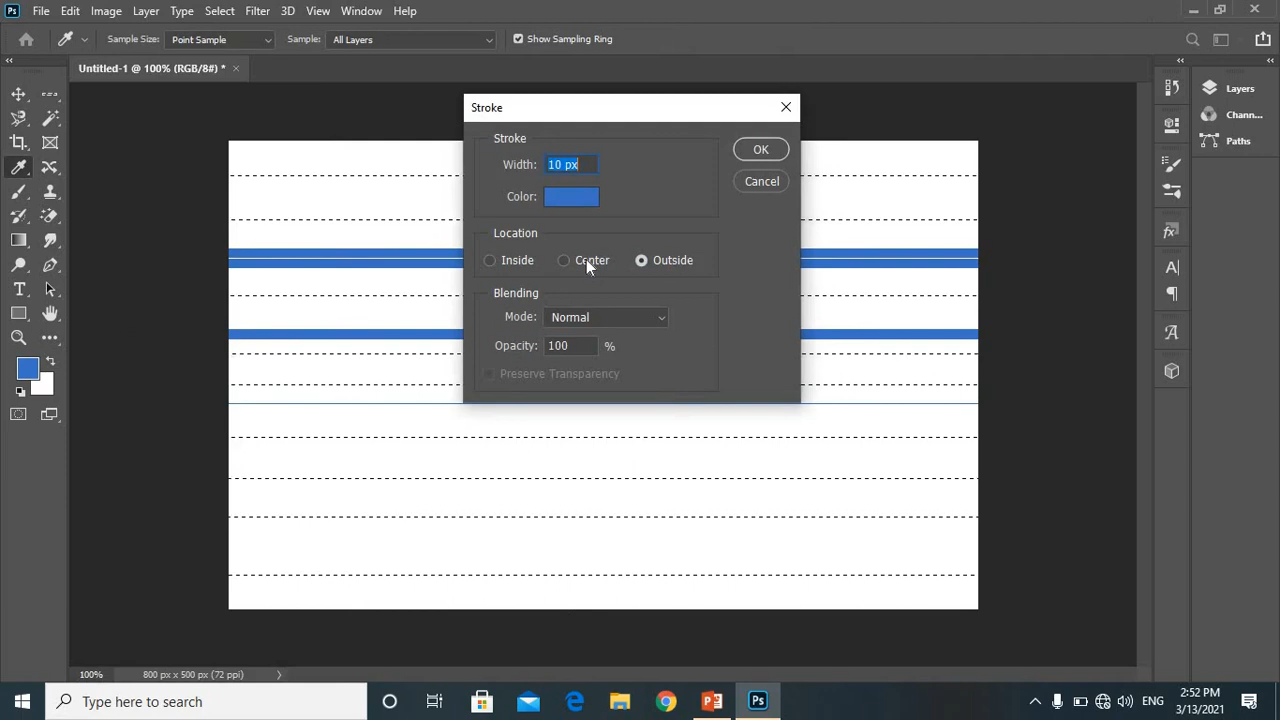 Ps File Edit Image Layer Type Select Filter 3D View Window Help
Sample Size: Point Sample Sample: All Layers Show Sampling Ring
Untitled-1 @ 100% (RGB/8#) *
Stroke
Stroke
Width: 10 px
Color:
OK
Cancel
Location
Inside Center Outside
Blending
Mode: Normal
Opacity: 100 %
Preserve Transparency
Layers
Chann...
Paths
100% 800 px x 500 px (72 ppi)
Type here to search
ENG
2:52 PM
3/13/2021